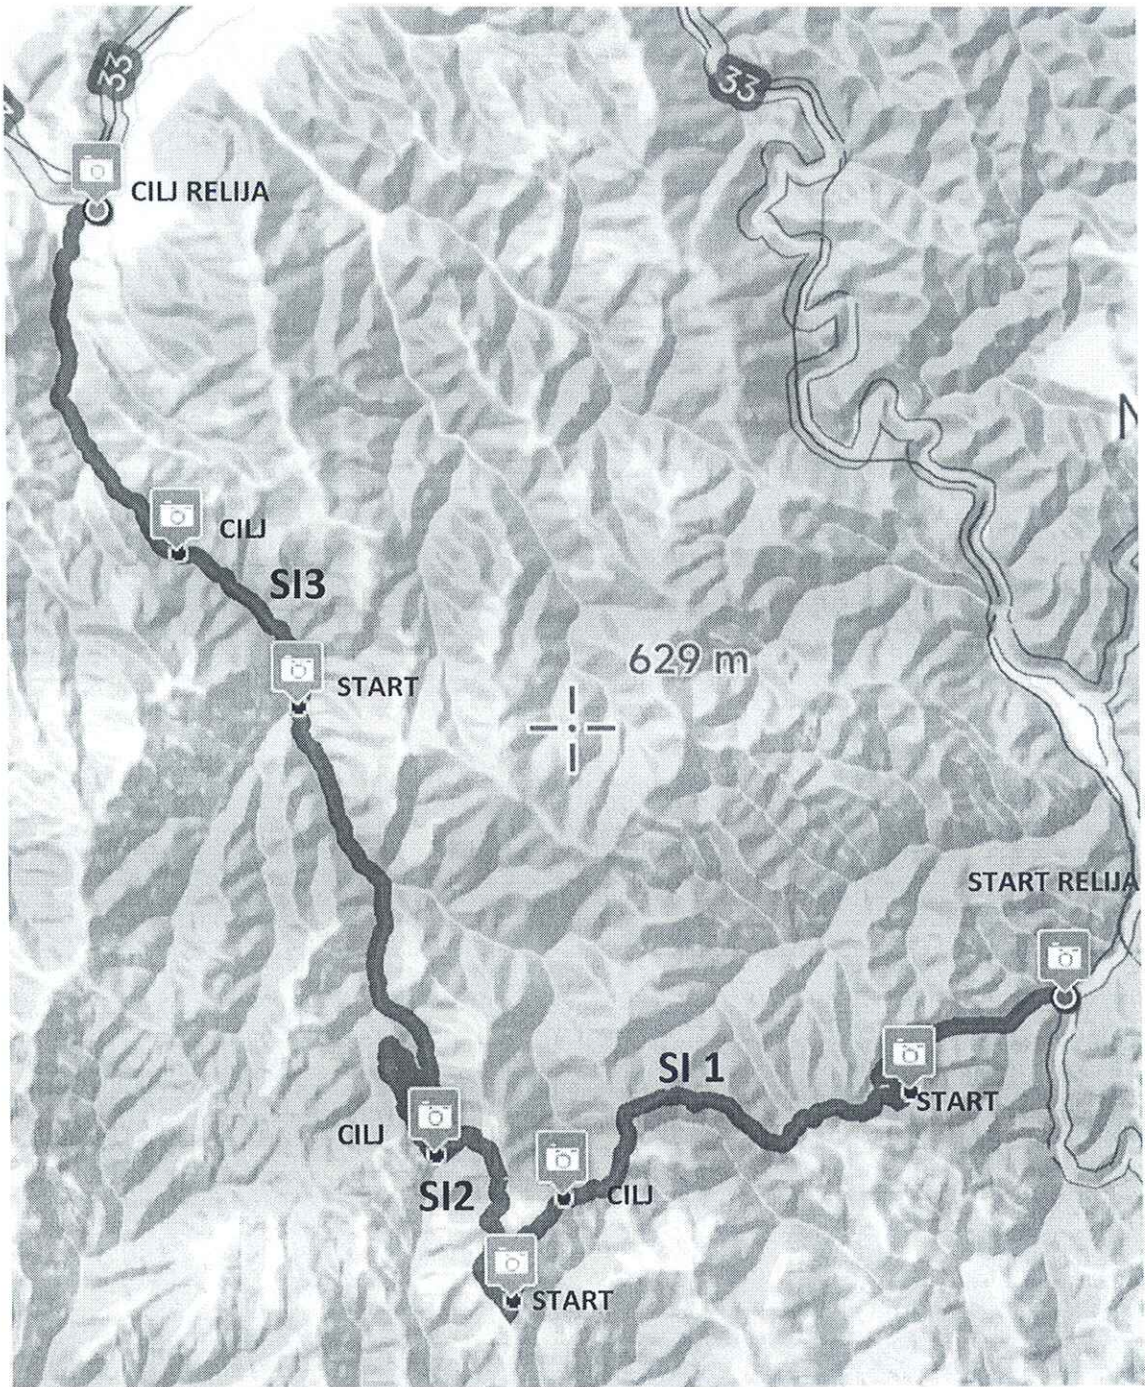 33
33
CILJ RELIJA
CILJ
SI3
629 m
START
START RELIJA
SI 1
START
CILJ
SI2
CILJ
START